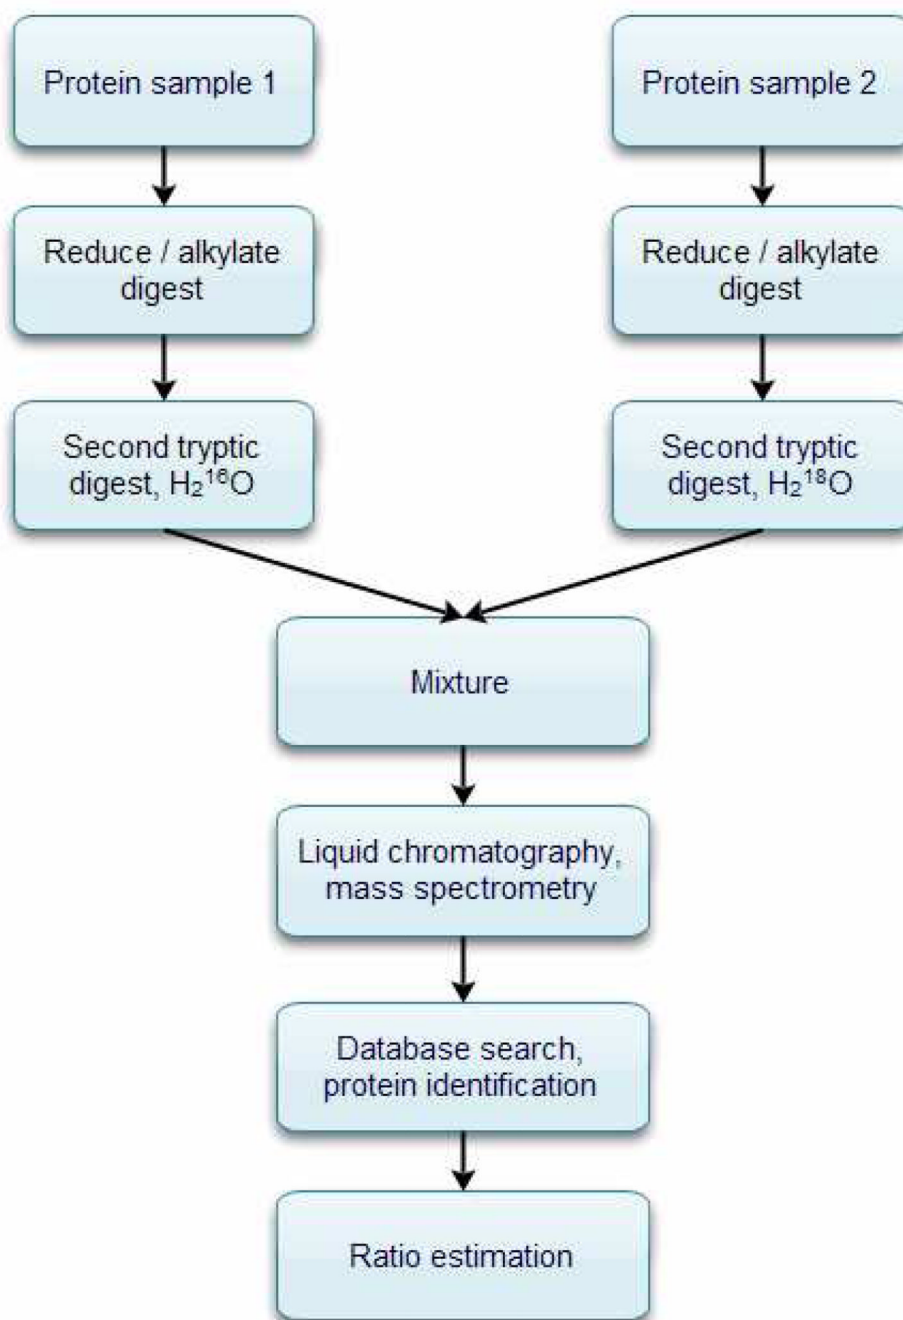 Protein sample 1
Protein sample 2
Reduce / alkylate
digest
Reduce / alkylate
digest
Second tryptic
digest, H₂¹⁶O
Second tryptic
digest, H₂¹⁸O
Mixture
Liquid chromatography,
mass spectrometry
Database search,
protein identification
Ratio estimation